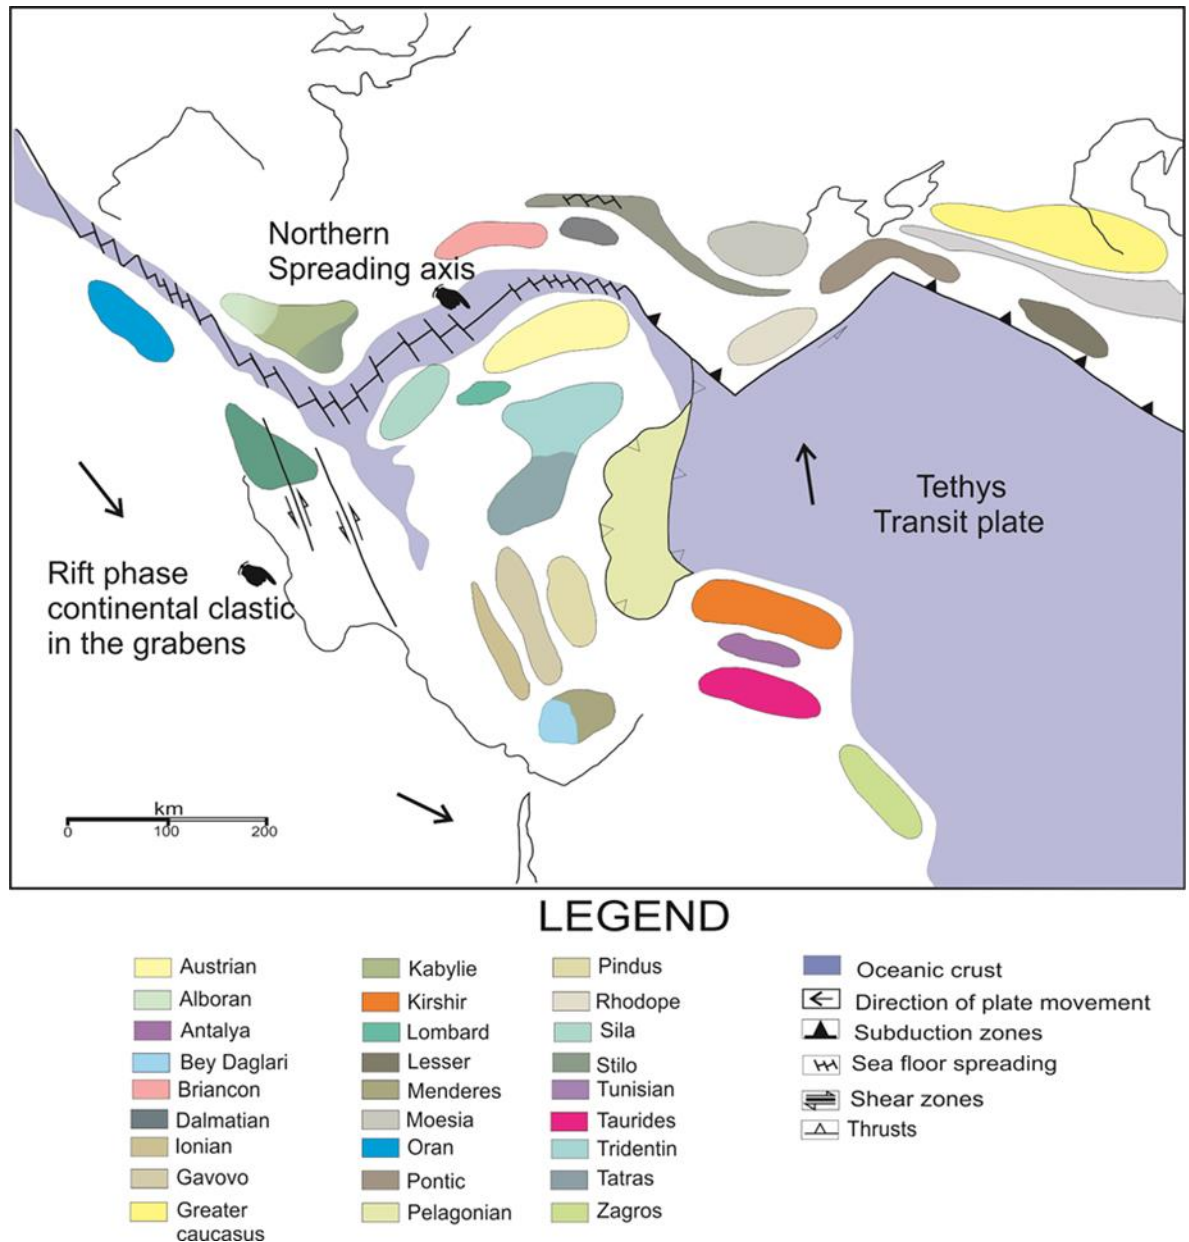 Northern
Spreading axis
Tethys
Transit plate
Rift phase
continental clastic
in the grabens
km
0 100 200
LEGEND
Austrian
Alboran
Antalya
Bey Daglari
Briancon
Dalmatian
Ionian
Gavovo
Greater
caucasus
Kabylie
Kirshir
Lombard
Lesser
Menderes
Moesia
Oran
Pontic
Pelagonian
Pindus
Rhodope
Sila
Stilo
Tunisian
Taurides
Tridentin
Tatras
Zagros
Oceanic crust
Direction of plate movement
Subduction zones
Sea floor spreading
Shear zones
Thrusts